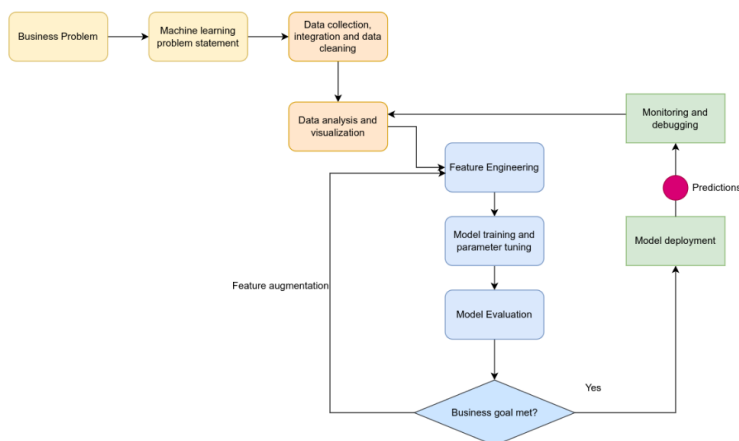 Business Problem
Machine learning
problem statement
Data collection,
integration and data
cleaning
Data analysis and
visualization
Monitoring and
debugging
Feature Engineering
Predictions
Model training and
parameter tuning
Model deployment
Feature augmentation
Model Evaluation
Yes
Business goal met?